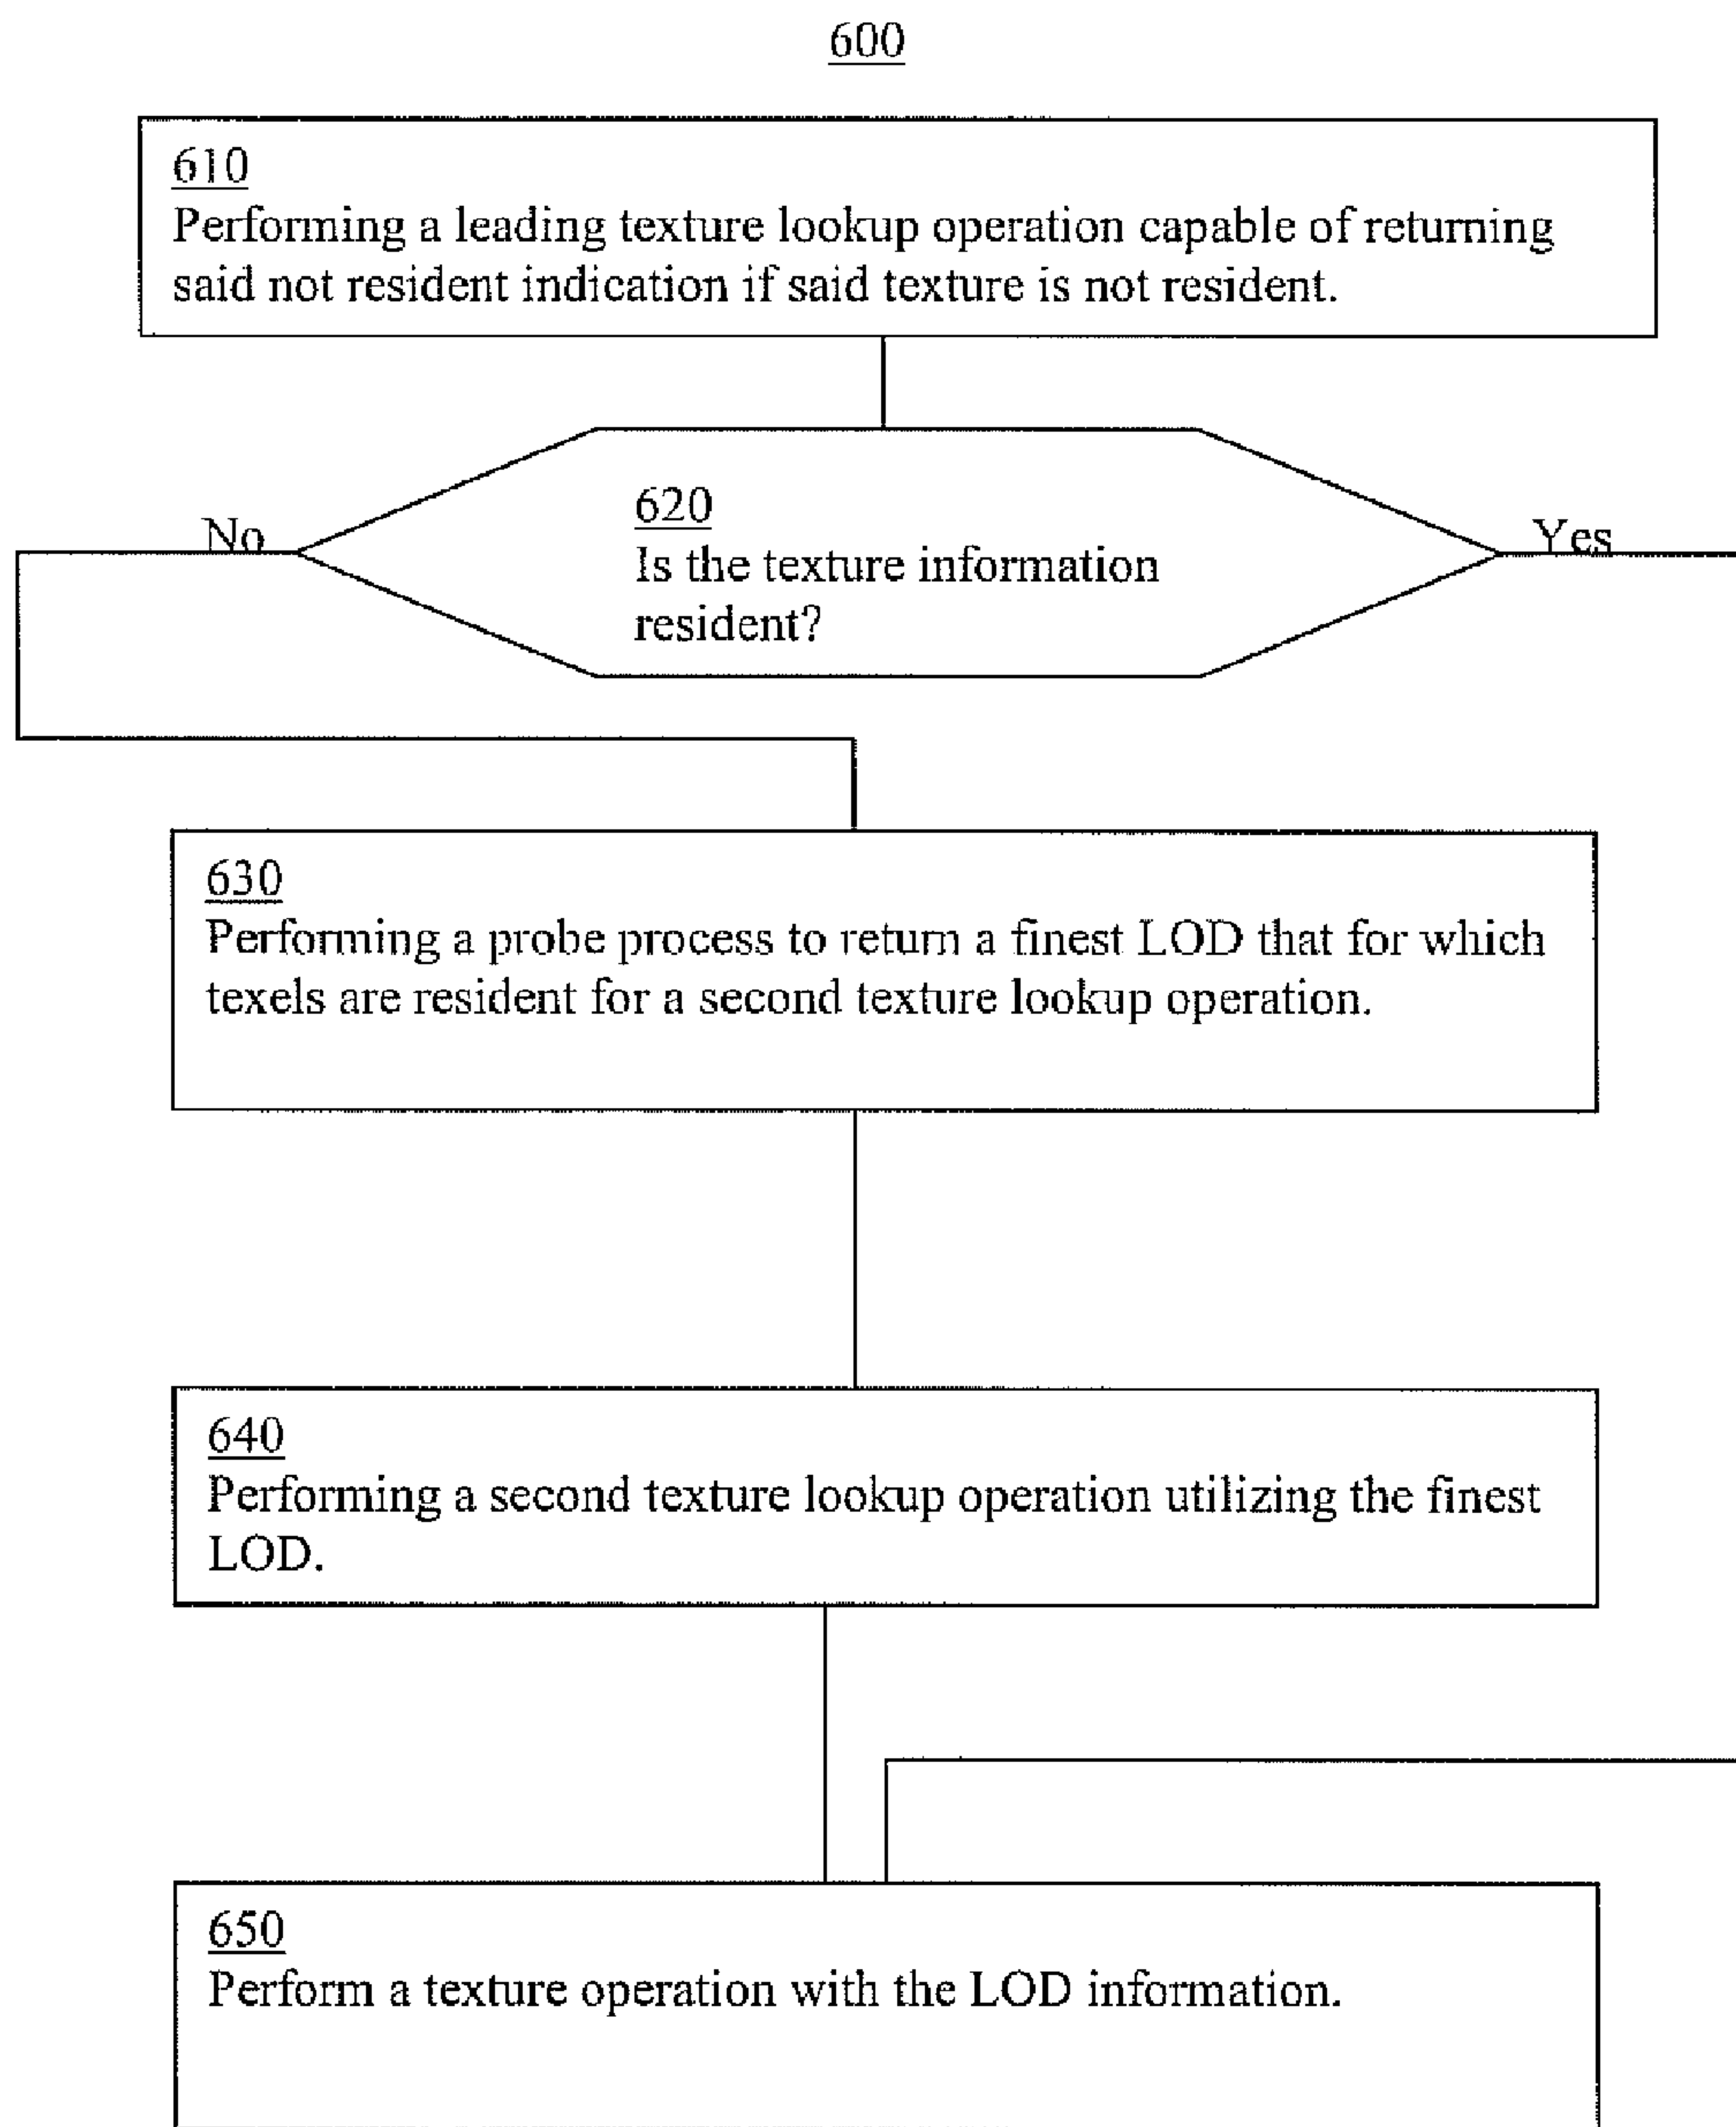 600
610
Performing a leading texture lookup operation capable of returning
said not resident indication if said texture is not resident.
No
620
Is the texture information
resident?
Yes
630
Performing a probe process to return a finest LOD that for which
texels are resident for a second texture lookup operation.
640
Performing a second texture lookup operation utilizing the finest
LOD.
650
Perform a texture operation with the LOD information.